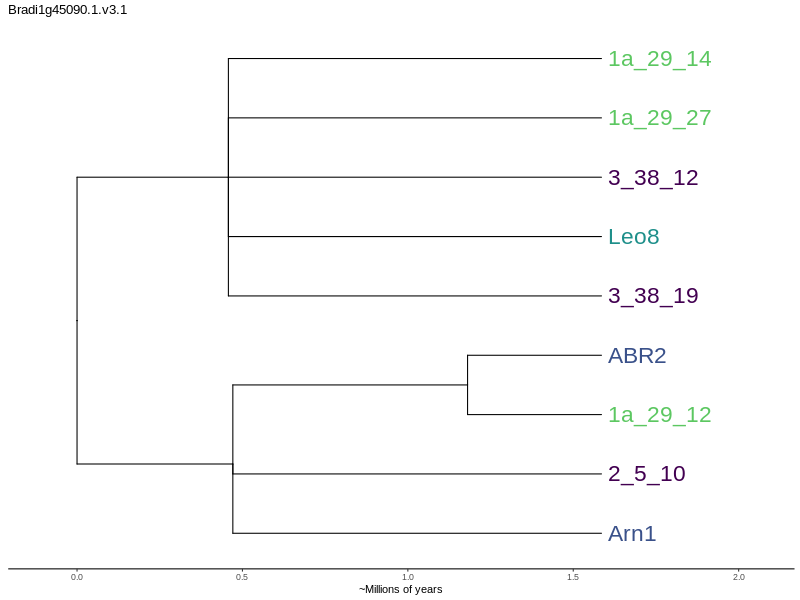 Bradi1g45090.1.v3.1
1a_29_14
1a_29_27
3_38_12
Leo8
3_38_19
ABR2
1a_29_12
2_5_10
Arn1
0.0 0.5 1.0 1.5 2.0
~Millions of years